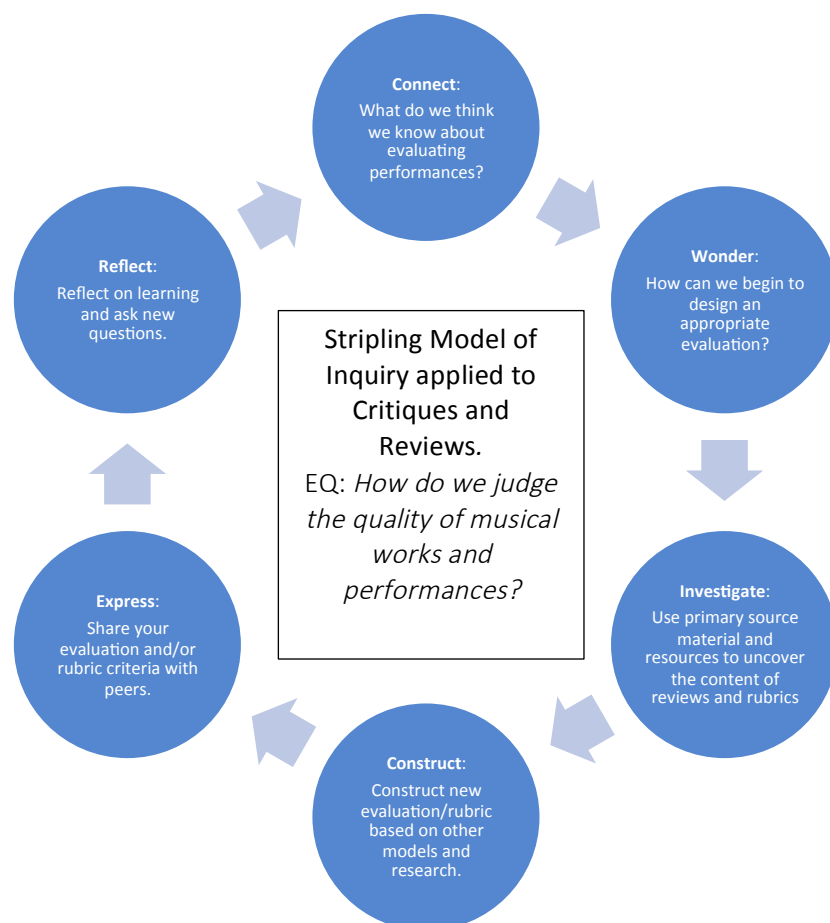 Connect:
What do we think
we know about
evaluating
performances?
Wonder:
How can we begin to
design an
appropriate
evaluation?
Investigate:
Use primary source
material and
resources to uncover
the content of
reviews and rubrics
Construct:
Construct new
evaluation/rubric
based on other
models and
research.
Express:
Share your
evaluation and/or
rubric criteria with
peers.
Reflect:
Reflect on learning
and ask new
questions.
Stripling Model of
Inquiry applied to
Critiques and
Reviews.
EQ: How do we judge
the quality of musical
works and
performances?